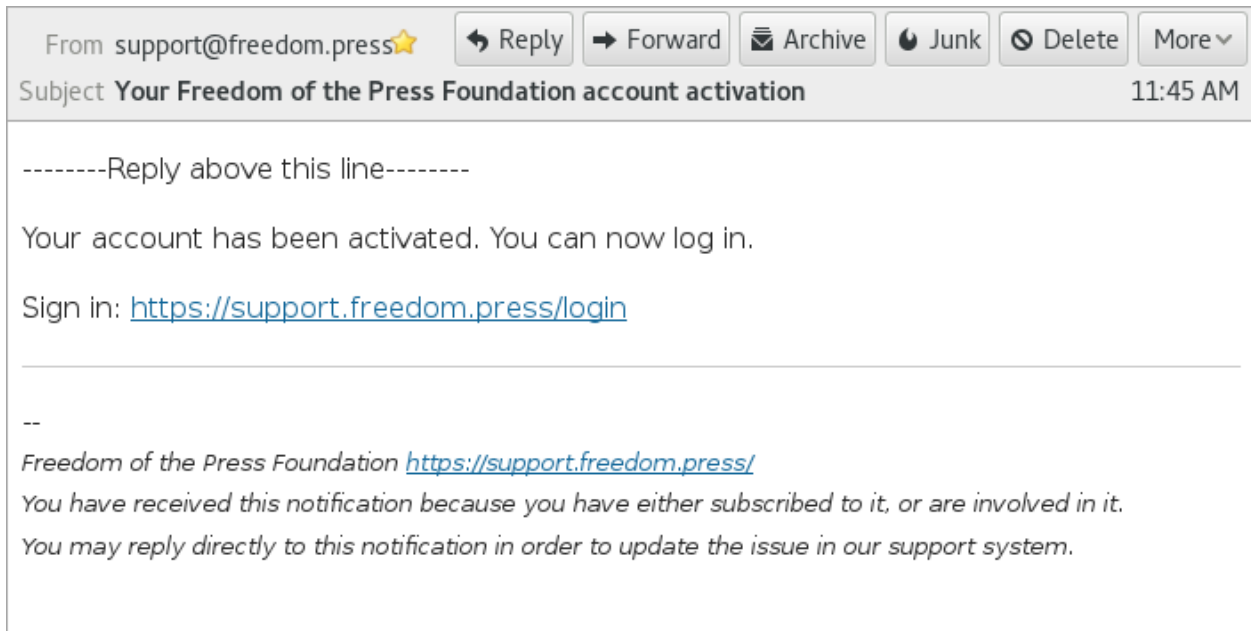 From support@freedom.press Reply Forward Archive Junk Delete More
Subject Your Freedom of the Press Foundation account activation 11:45 AM
--------Reply above this line--------
Your account has been activated. You can now log in.
Sign in: https://support.freedom.press/login
--
Freedom of the Press Foundation https://support.freedom.press/
You have received this notification because you have either subscribed to it, or are involved in it.
You may reply directly to this notification in order to update the issue in our support system.